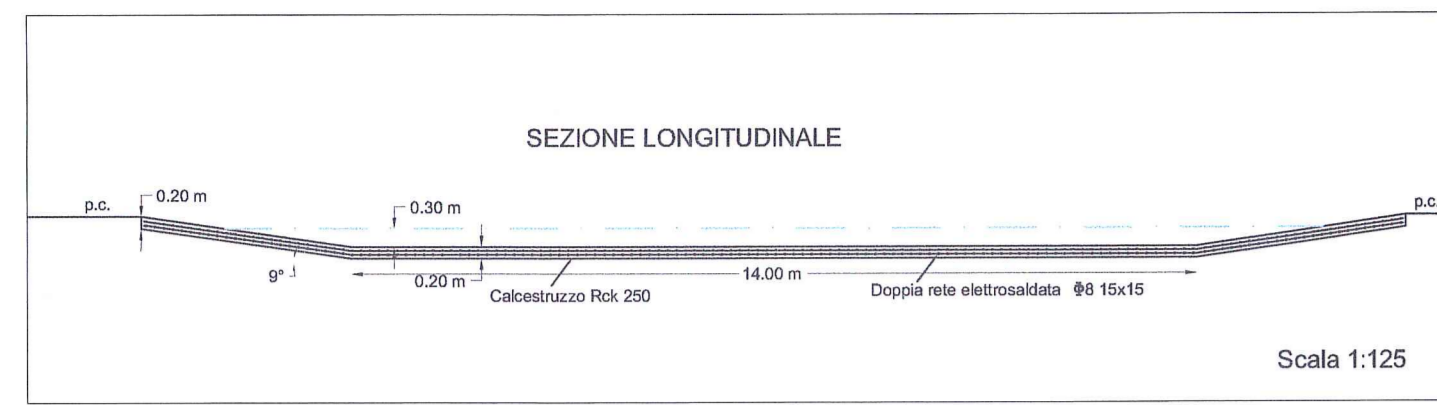 SEZIONE LONGITUDINALE
p.c.
0.20 m
0.30 m
p.c.
9°
0.20 m
14.00 m
Calcestruzzo Rck 250
Doppia rete elettrosaldata Φ8 15x15
Scala 1:125